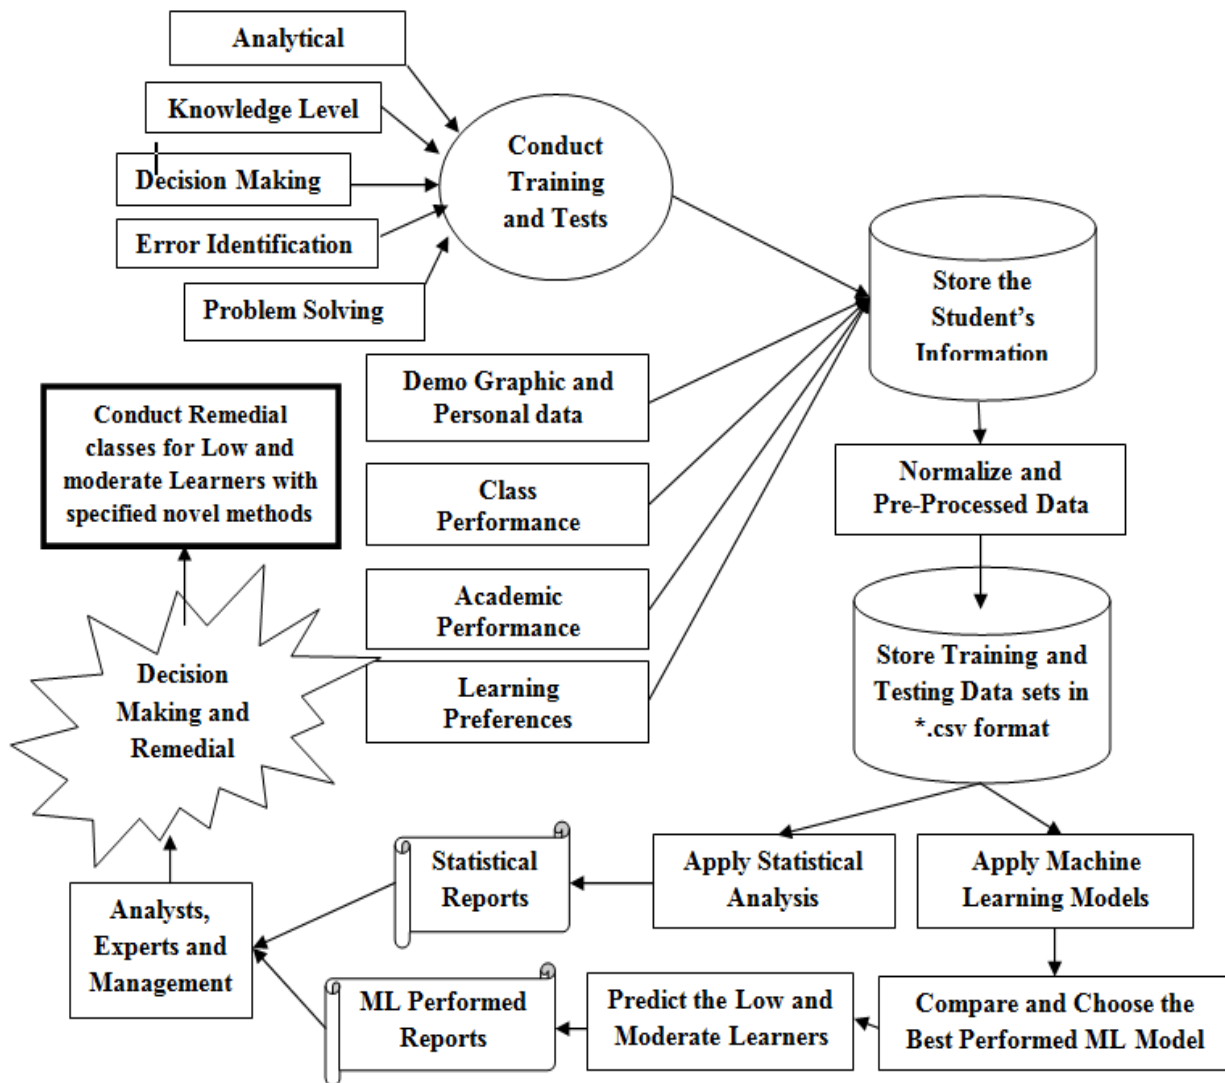 Analytical
Knowledge Level
Decision Making
Error Identification
Problem Solving
Conduct
Training
and Tests
Store the
Student’s
Information
Demo Graphic and
Personal data
Class
Performance
Academic
Performance
Learning
Preferences
Normalize and
Pre-Processed Data
Store Training and
Testing Data sets in
*.csv format
Conduct Remedial
classes for Low and
moderate Learners with
specified novel methods
Decision
Making and
Remedial
Statistical
Reports
Apply Statistical
Analysis
Apply Machine
Learning Models
Analysts,
Experts and
Management
ML Performed
Reports
Predict the Low and
Moderate Learners
Compare and Choose the
Best Performed ML Model